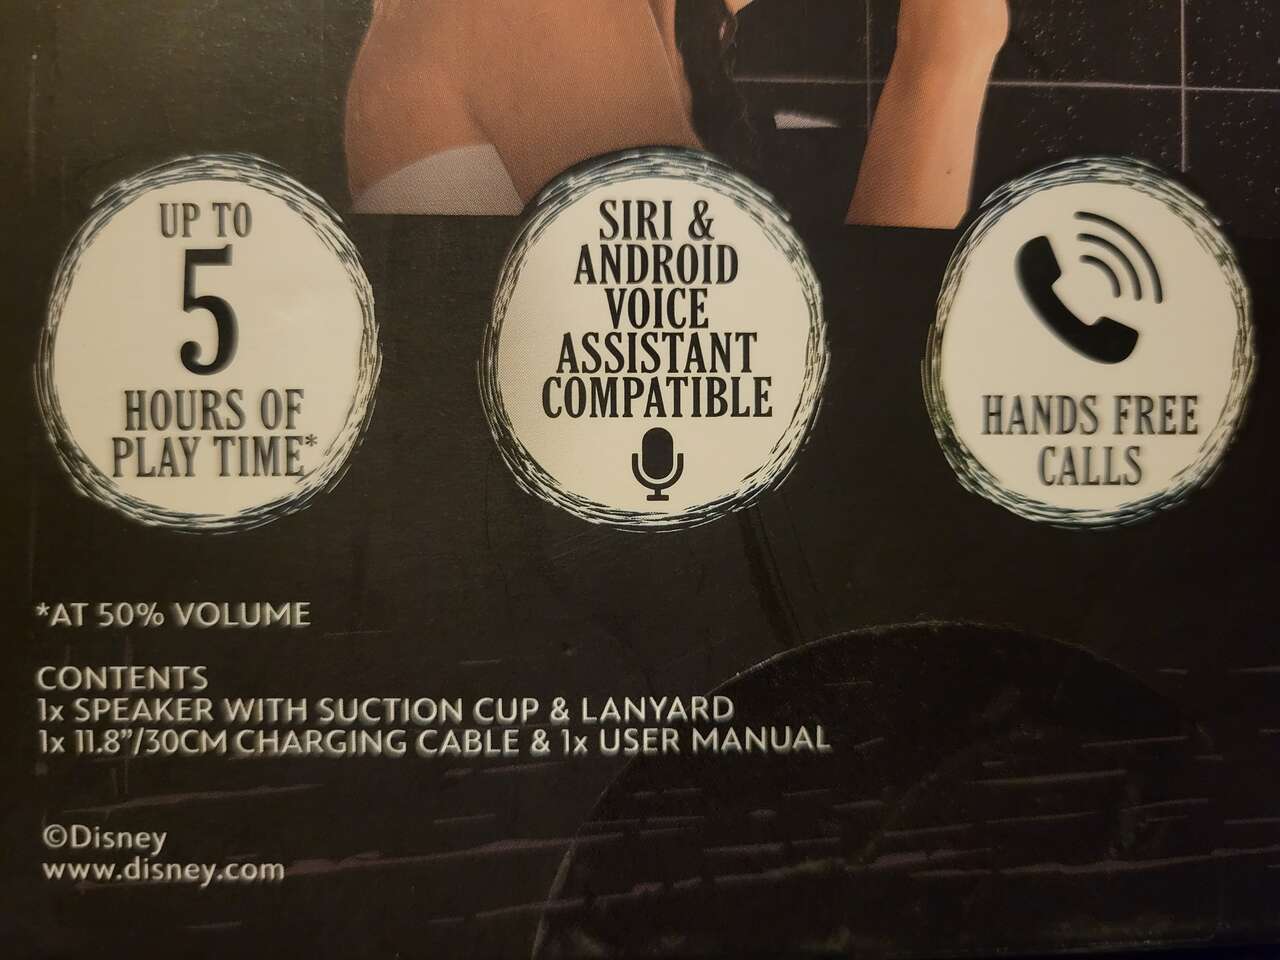 UP TO
5
HOURS OF
PLAY TIME*
SIRI &
ANDROID
VOICE
ASSISTANT
COMPATIBLE
HANDS FREE
CALLS
*AT 50% VOLUME
CONTENTS
1x SPEAKER WITH SUCTION CUP & LANYARD
1x 11.8”/30CM CHARGING CABLE & 1x USER MANUAL
©Disney
www.disney.com